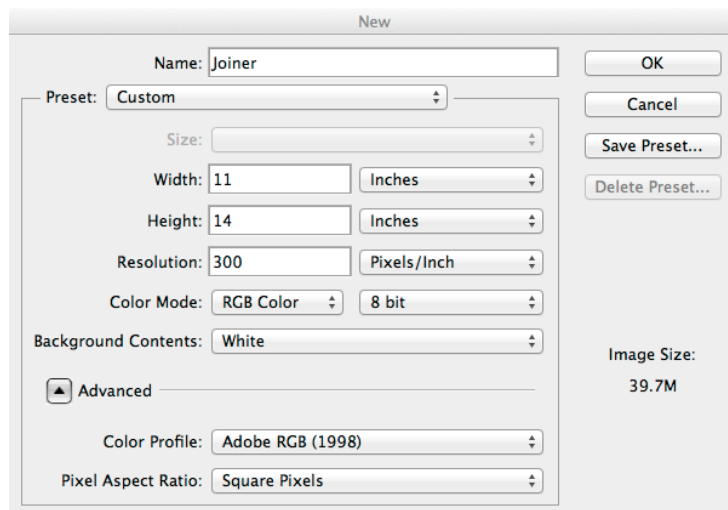 New
Name: Joiner
OK
Preset: Custom
Cancel
Size:
Save Preset...
Width: 11 Inches
Delete Preset...
Height: 14 Inches
Resolution: 300 Pixels/Inch
Color Mode: RGB Color 8 bit
Background Contents: White
Image Size:
39.7M
Advanced
Color Profile: Adobe RGB (1998)
Pixel Aspect Ratio: Square Pixels